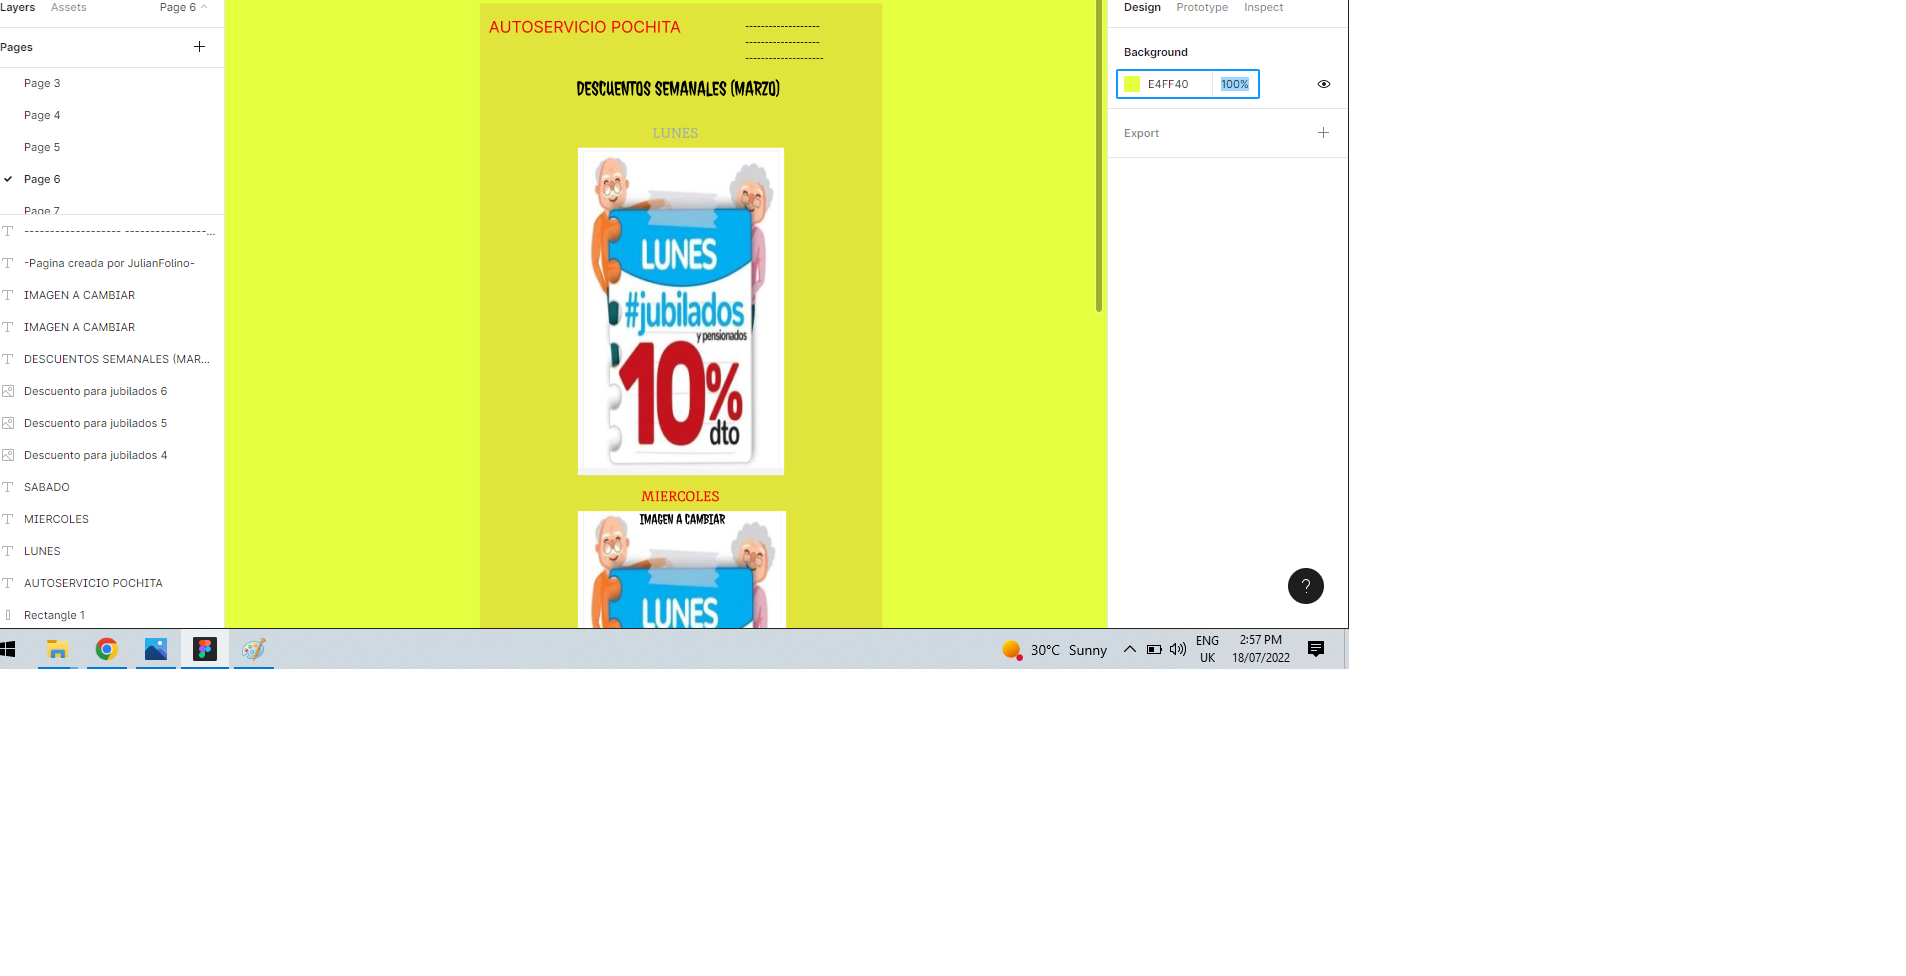 Layers Assets Page 6
Pages
Page 3
Page 4
Page 5
Page 6
Page 7
------------------- ----------------...
-Pagina creada por JulianFolino-
IMAGEN A CAMBIAR
IMAGEN A CAMBIAR
DESCUENTOS SEMANALES (MAR...
Descuento para jubilados 6
Descuento para jubilados 5
Descuento para jubilados 4
SABADO
MIERCOLES
LUNES
AUTOSERVICIO POCHITA
Rectangle 1
AUTOSERVICIO POCHITA
-------------------
-------------------
--------------------
DESCUENTOS SEMANALES (MARZO)
LUNES
LUNES
#jubilados
y pensionados
10%
dto
MIERCOLES
IMAGEN A CAMBIAR
LUNES
Design Prototype Inspect
Background
E4FF40 100%
Export
?
30°C Sunny
ENG
UK
2:57 PM
18/07/2022